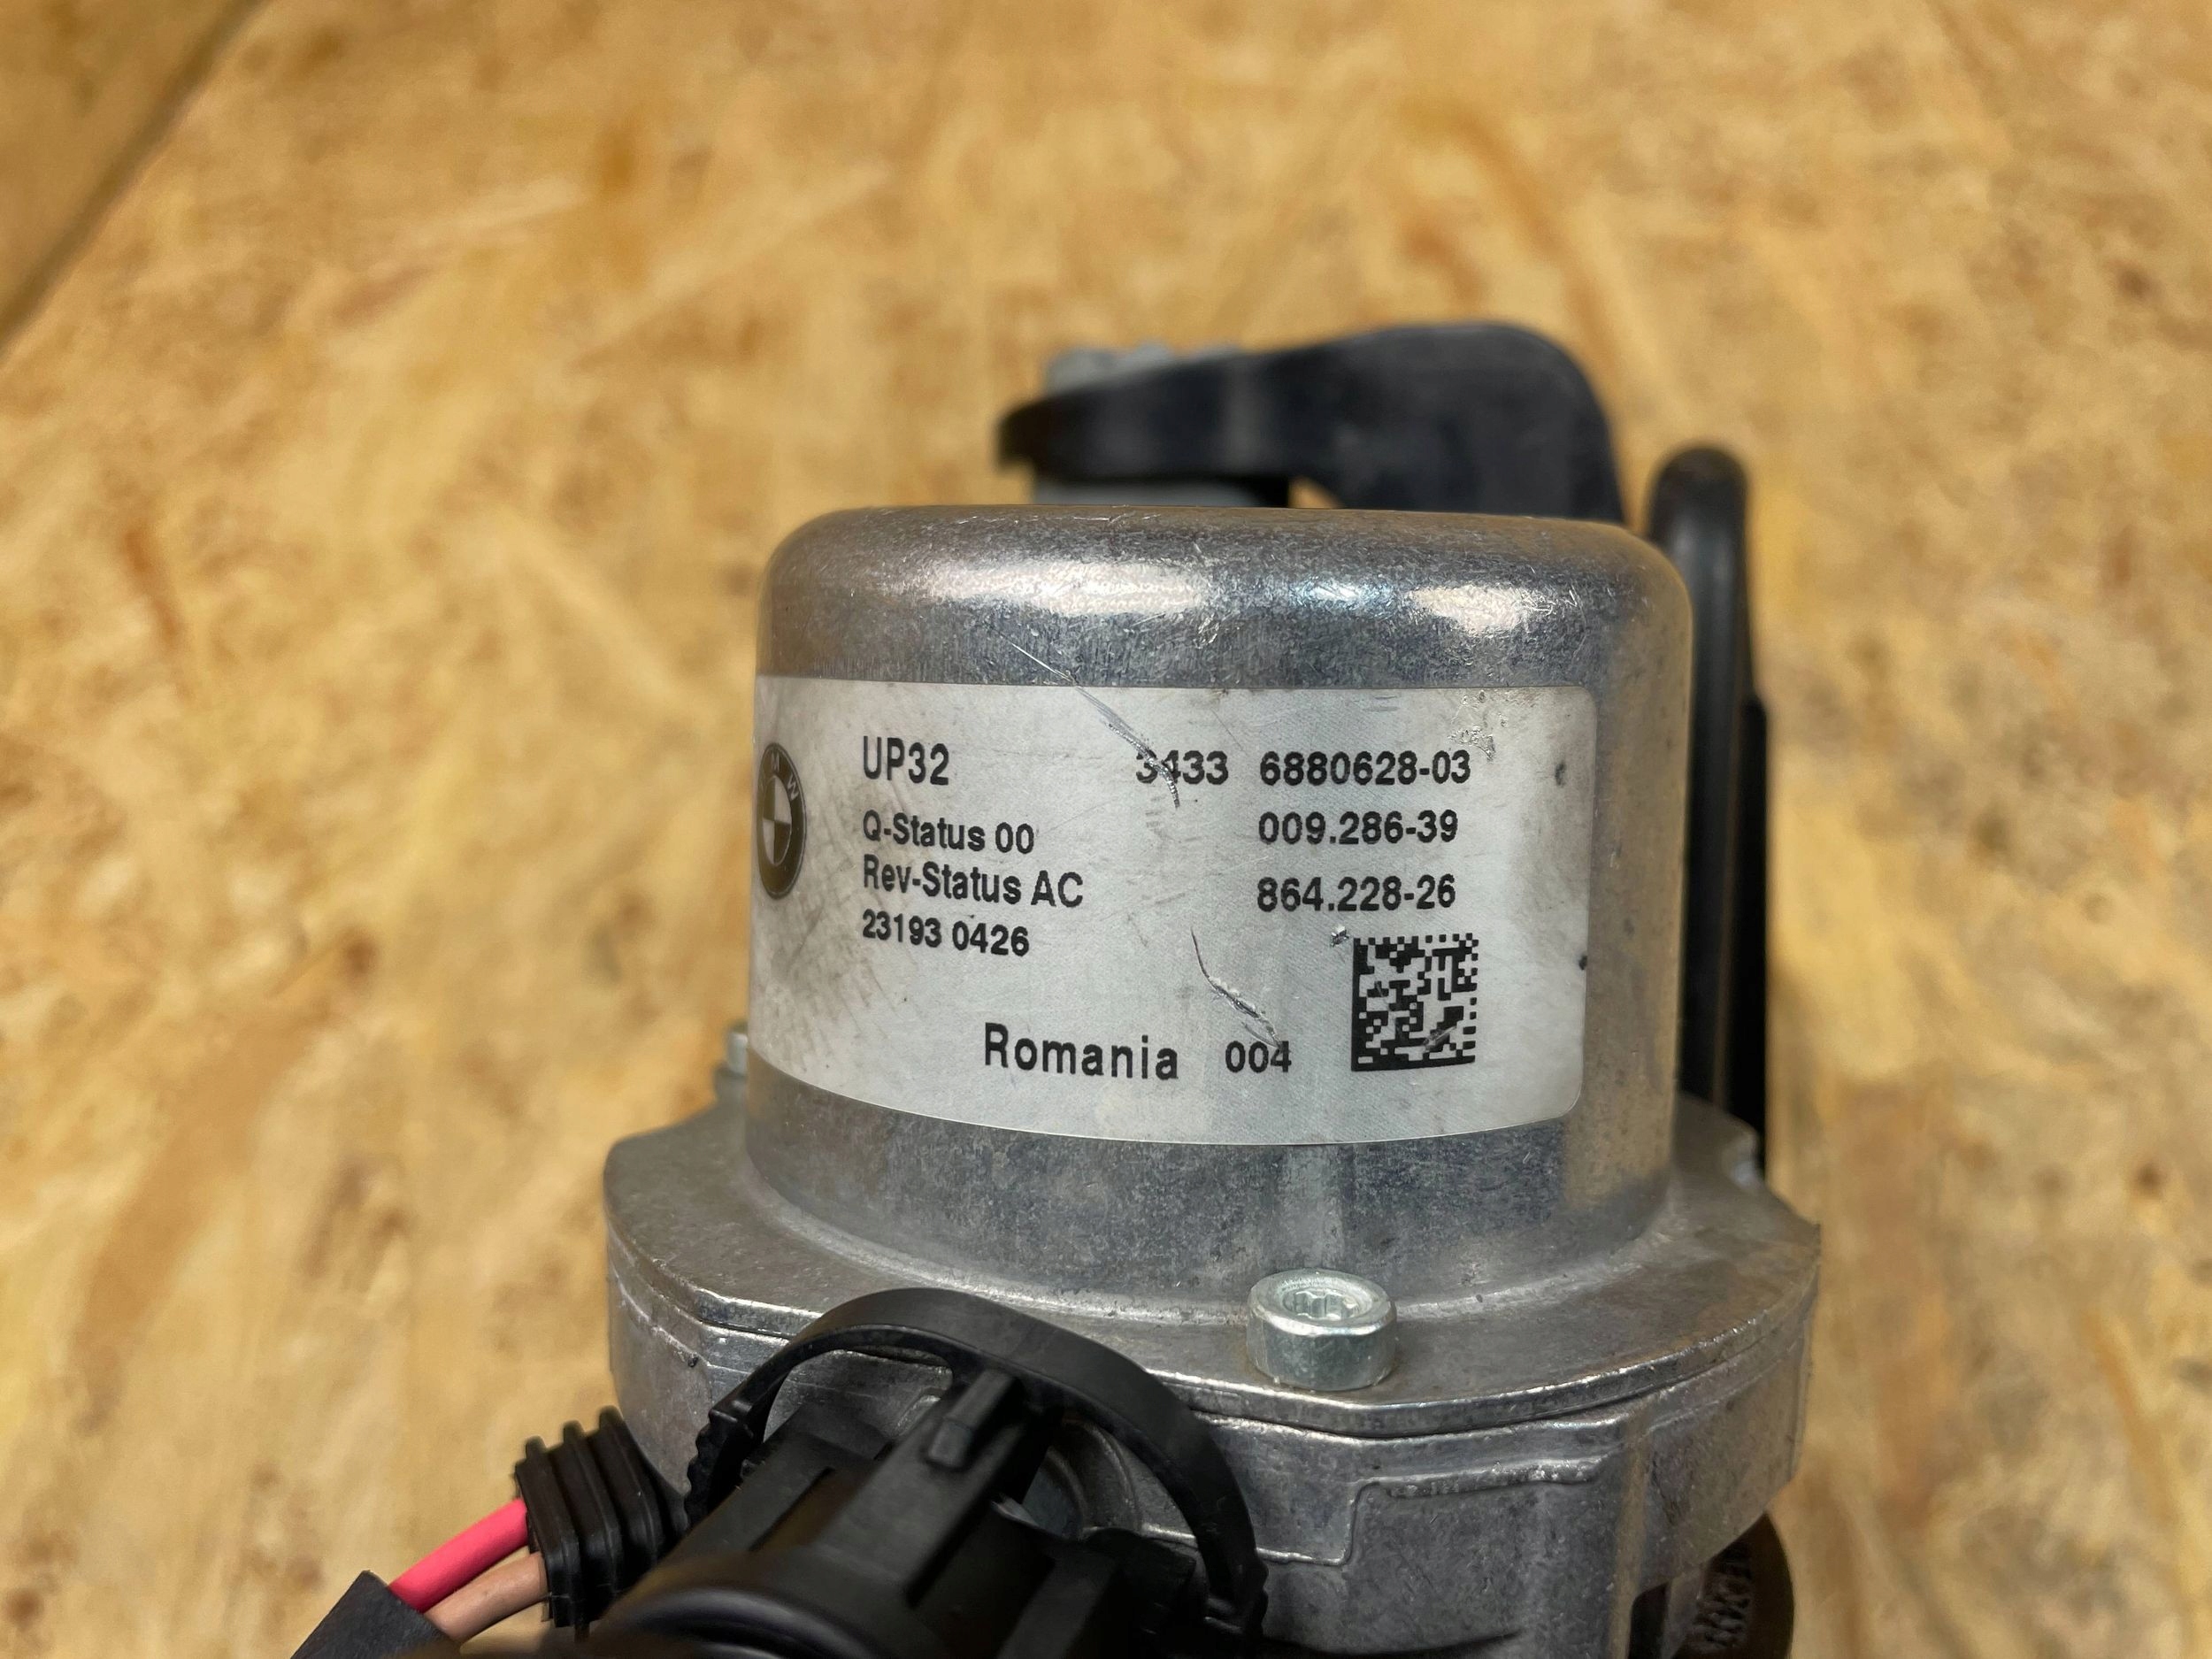 UP32 3433 6880628-03
Q-Status 00 009.286-39
Rev-Status AC 864.228-26
23193 0426
Romania 004